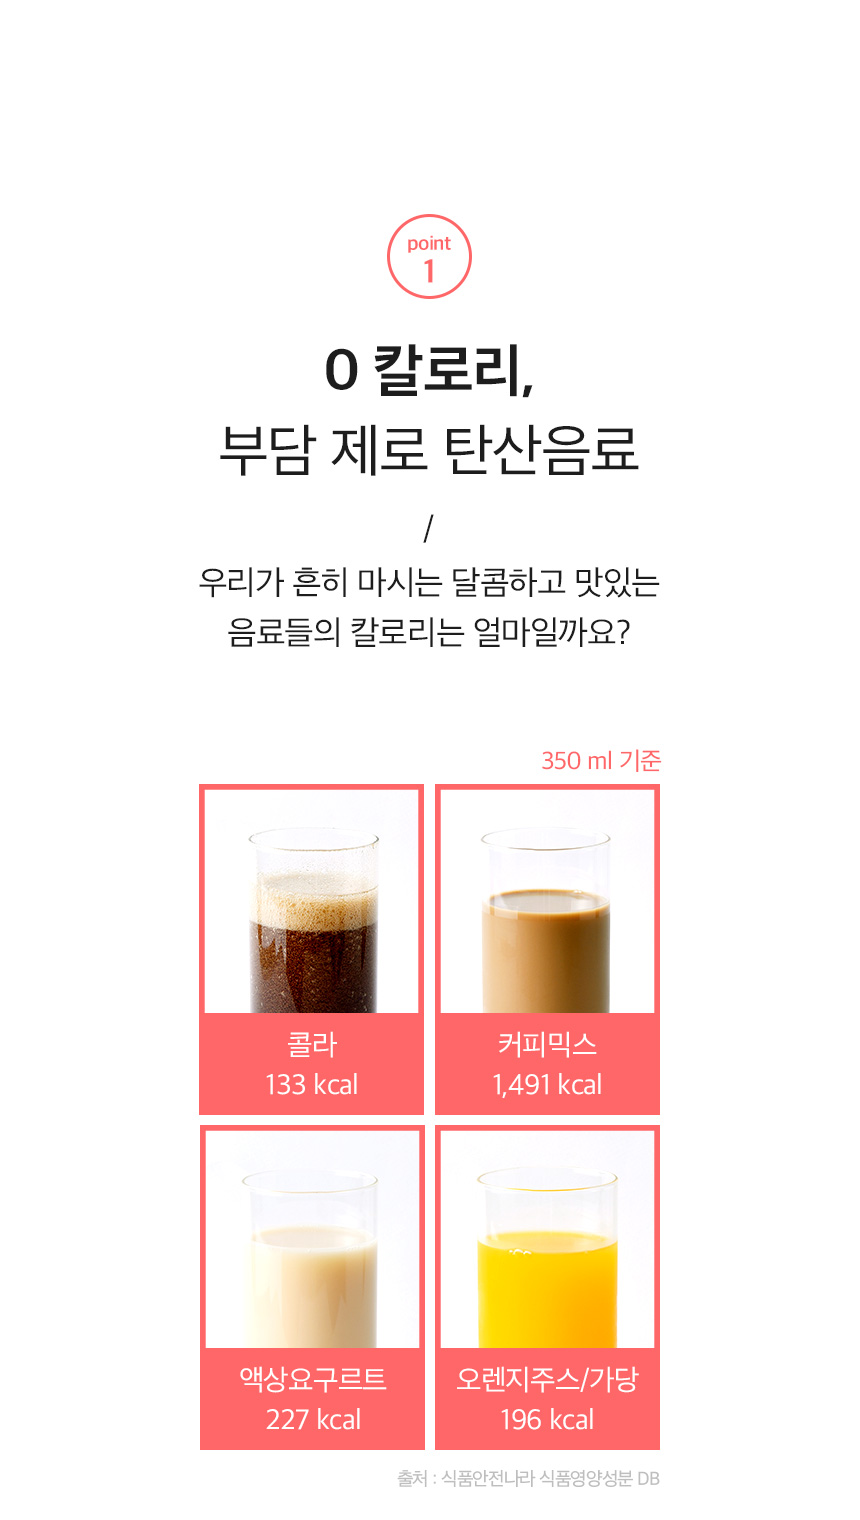 point
1
0 칼로리,
부담 제로 탄산음료
/
우리가 흔히 마시는 달콤하고 맛있는
음료들의 칼로리는 얼마일까요?
350 ml 기준
콜라
133 kcal
커피믹스
1,491 kcal
액상요구르트
227 kcal
오렌지주스/가당
196 kcal
출처 : 식품안전나라 식품영양성분 DB